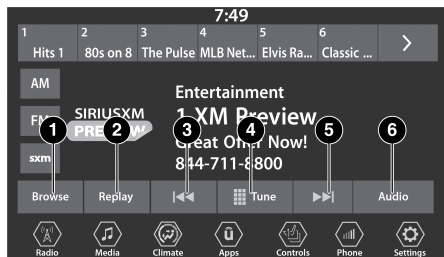 7:49
1 2 3 4 5 6
Hits 1 80s on 8 The Pulse MLB Net... Elvis Ra... Classic ...
AM
Entertainment
FM SIRIUSXM 1 XM Preview
PREVIEW
Great Offer Now!
sxm 844-711-8800
1 2 3 4 5 6
Browse Replay Tune Audio
Radio Media Climate Apps Controls Phone Settings